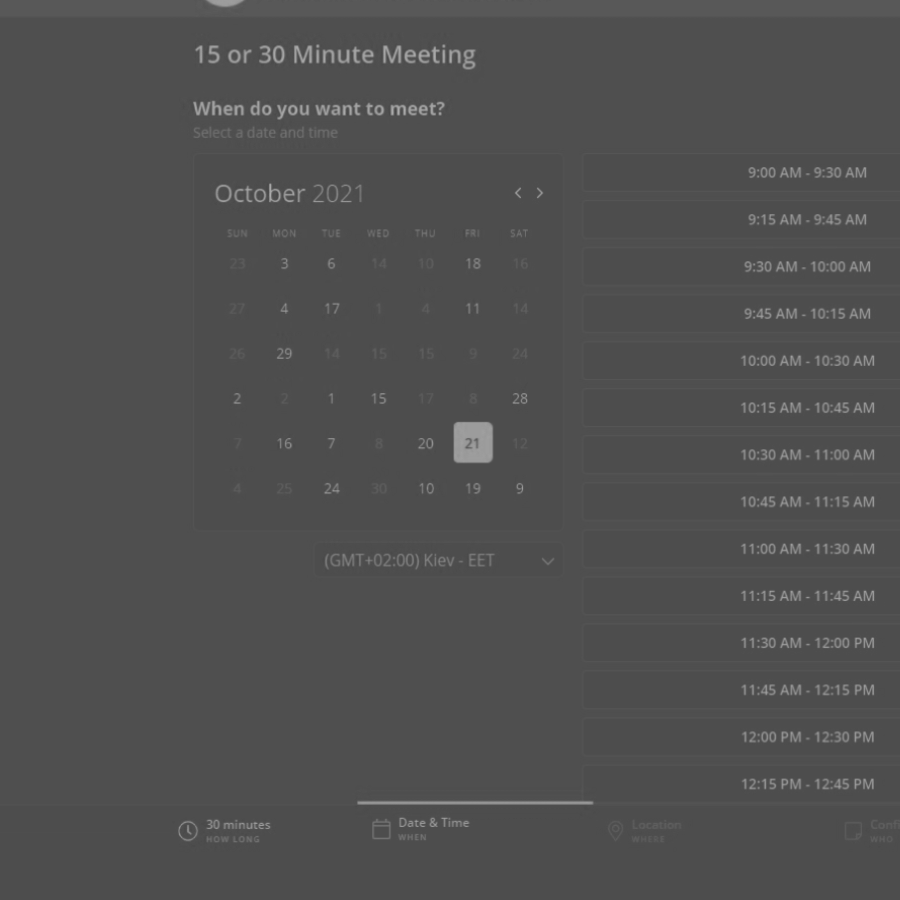 15 or 30 Minute Meeting
When do you want to meet?
Select a date and time
October 2021
SUN MON TUE WED THU FRI SAT
23 3 6 14 10 18 16
27 4 17 1 4 11 14
26 29 14 15 15 9 24
2 2 1 15 17 8 28
7 16 7 8 20 21 12
4 25 24 30 10 19 9
(GMT+02:00) Kiev - EET
9:00 AM - 9:30 AM
9:15 AM - 9:45 AM
9:30 AM - 10:00 AM
9:45 AM - 10:15 AM
10:00 AM - 10:30 AM
10:15 AM - 10:45 AM
10:30 AM - 11:00 AM
10:45 AM - 11:15 AM
11:00 AM - 11:30 AM
11:15 AM - 11:45 AM
11:30 AM - 12:00 PM
11:45 AM - 12:15 PM
12:00 PM - 12:30 PM
12:15 PM - 12:45 PM
30 minutes
HOW LONG
Date & Time
WHEN
Location
WHERE
WHO